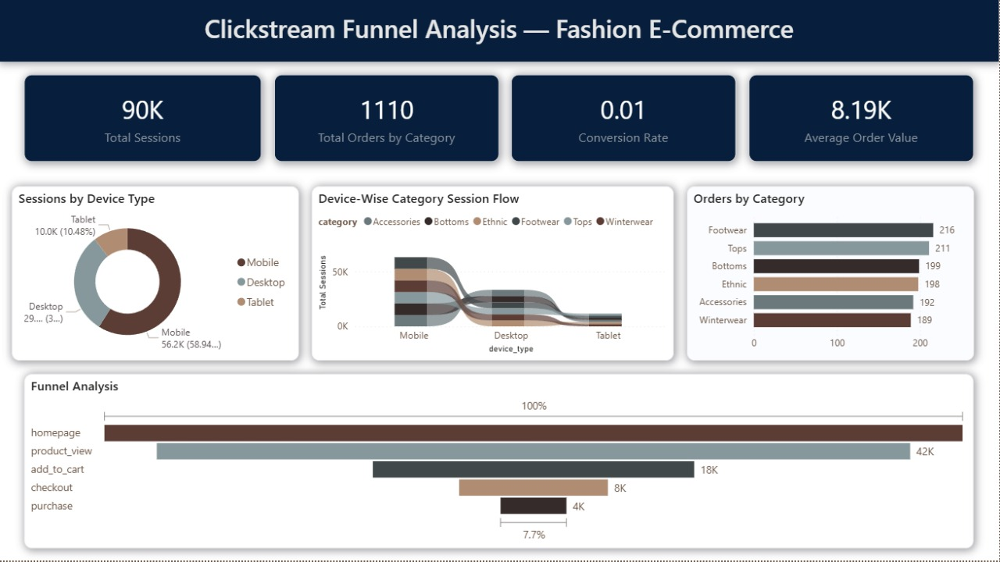 Clickstream Funnel Analysis — Fashion E-Commerce
90K
Total Sessions
1110
Total Orders by Category
0.01
Conversion Rate
8.19K
Average Order Value
Sessions by Device Type
Tablet
10.0K (10.48%)
Desktop
29.... (3...)
Mobile
56.2K (58.94...)
Mobile
Desktop
Tablet
Device-Wise Category Session Flow
category Accessories Bottoms Ethnic Footwear Tops Winterwear
Total Sessions
50K
0K
Mobile Desktop Tablet
device_type
Orders by Category
Footwear 216
Tops 211
Bottoms 199
Ethnic 198
Accessories 192
Winterwear 189
0 100 200
Funnel Analysis
100%
homepage
product_view 42K
add_to_cart 18K
checkout 8K
purchase 4K
7.7%